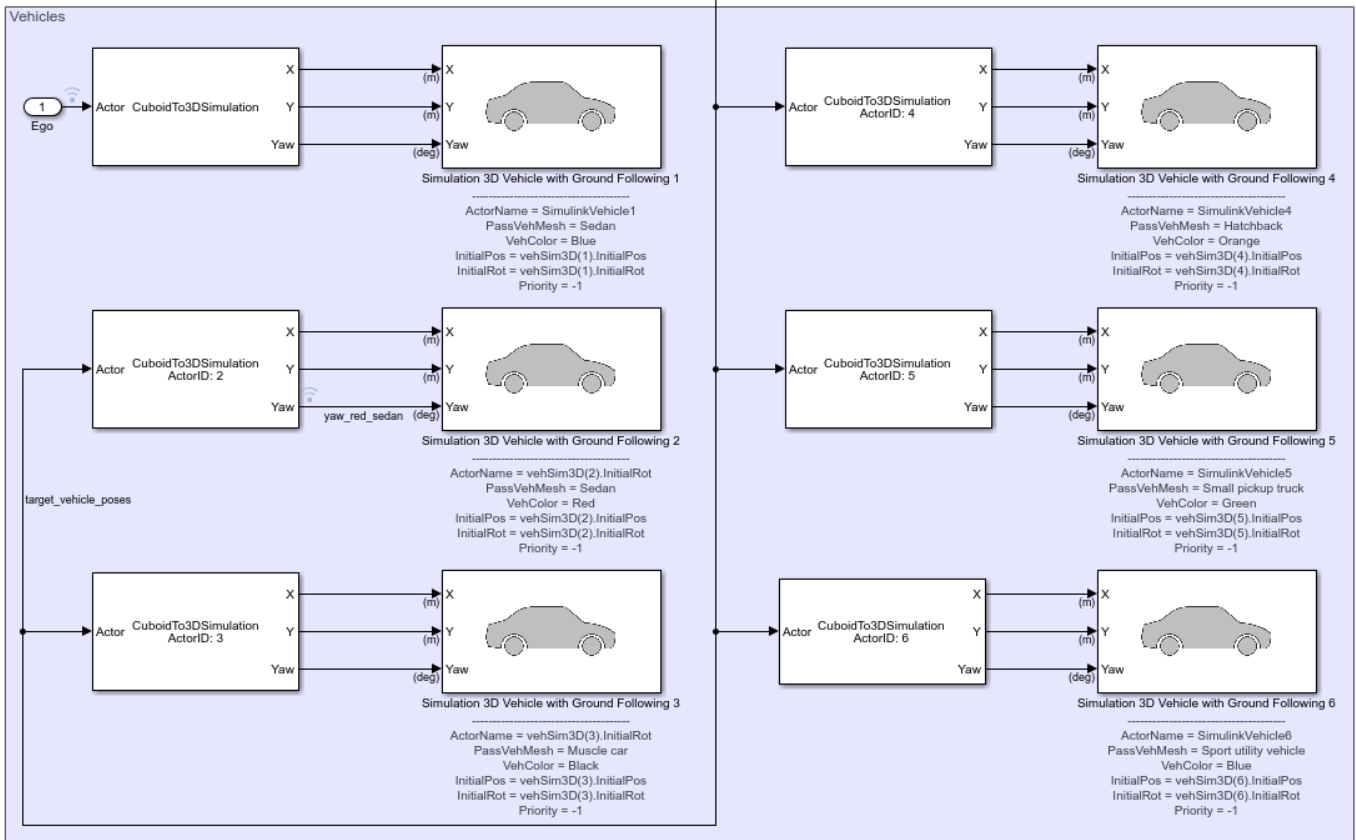 Vehicles
1
Ego
Actor
CuboidTo3DSimulation
X
Y
Yaw
(m)
(m)
(deg)
X
Y
Yaw
Simulation 3D Vehicle with Ground Following 1
----------------------------------------
ActorName = SimulinkVehicle1
PassVehMesh = Sedan
VehColor = Blue
InitialPos = vehSim3D(1).InitialPos
InitialRot = vehSim3D(1).InitialRot
Priority = -1
Actor
CuboidTo3DSimulation
ActorID: 2
X
Y
Yaw
yaw_red_sedan
(m)
(m)
(deg)
X
Y
Yaw
Simulation 3D Vehicle with Ground Following 2
----------------------------------------
ActorName = vehSim3D(2).InitialRot
PassVehMesh = Sedan
VehColor = Red
InitialPos = vehSim3D(2).InitialPos
InitialRot = vehSim3D(2).InitialRot
Priority = -1
target_vehicle_poses
Actor
CuboidTo3DSimulation
ActorID: 3
X
Y
Yaw
(m)
(m)
(deg)
X
Y
Yaw
Simulation 3D Vehicle with Ground Following 3
----------------------------------------
ActorName = vehSim3D(3).InitialRot
PassVehMesh = Muscle car
VehColor = Black
InitialPos = vehSim3D(3).InitialPos
InitialRot = vehSim3D(3).InitialRot
Priority = -1
Actor
CuboidTo3DSimulation
ActorID: 4
X
Y
Yaw
(m)
(m)
(deg)
X
Y
Yaw
Simulation 3D Vehicle with Ground Following 4
----------------------------------------
ActorName = SimulinkVehicle4
PassVehMesh = Hatchback
VehColor = Orange
InitialPos = vehSim3D(4).InitialPos
InitialRot = vehSim3D(4).InitialRot
Priority = -1
Actor
CuboidTo3DSimulation
ActorID: 5
X
Y
Yaw
(m)
(m)
(deg)
X
Y
Yaw
Simulation 3D Vehicle with Ground Following 5
----------------------------------------
ActorName = SimulinkVehicle5
PassVehMesh = Small pickup truck
VehColor = Green
InitialPos = vehSim3D(5).InitialPos
InitialRot = vehSim3D(5).InitialRot
Priority = -1
Actor
CuboidTo3DSimulation
ActorID: 6
X
Y
Yaw
(m)
(m)
(deg)
X
Y
Yaw
Simulation 3D Vehicle with Ground Following 6
----------------------------------------
ActorName = SimulinkVehicle6
PassVehMesh = Sport utility vehicle
VehColor = Blue
InitialPos = vehSim3D(6).InitialPos
InitialRot = vehSim3D(6).InitialRot
Priority = -1